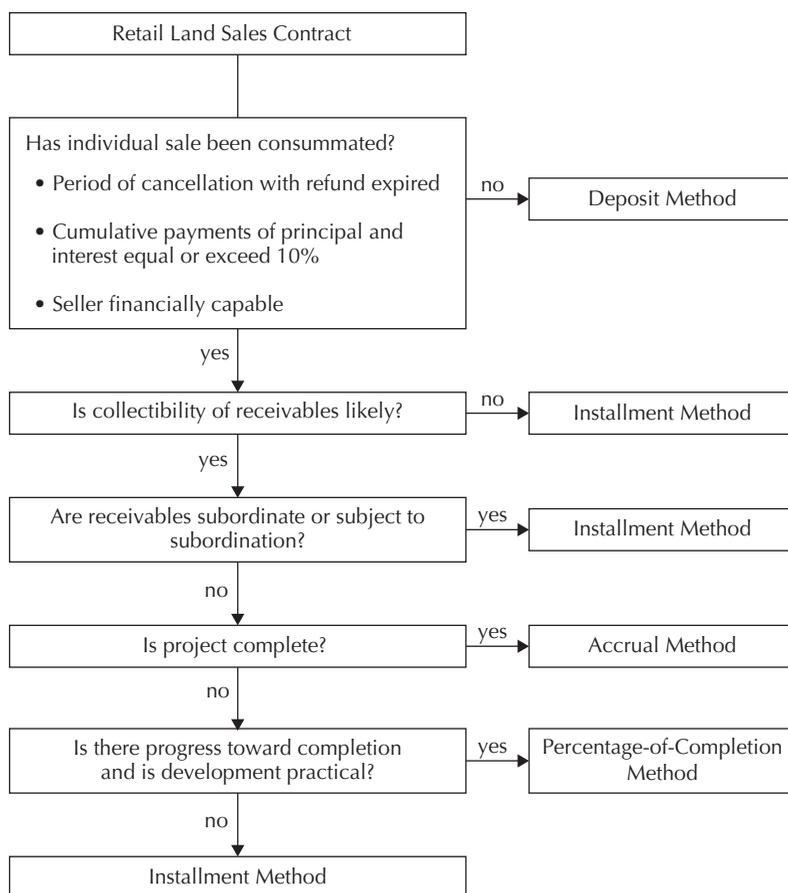 Retail Land Sales Contract
Has individual sale been consummated?
• Period of cancellation with refund expired
• Cumulative payments of principal and
interest equal or exceed 10%
• Seller financially capable
no
Deposit Method
yes
Is collectibility of receivables likely?
no
Installment Method
yes
Are receivables subordinate or subject to
subordination?
yes
Installment Method
no
Is project complete?
yes
Accrual Method
no
Is there progress toward completion
and is development practical?
yes
Percentage-of-Completion
Method
no
Installment Method